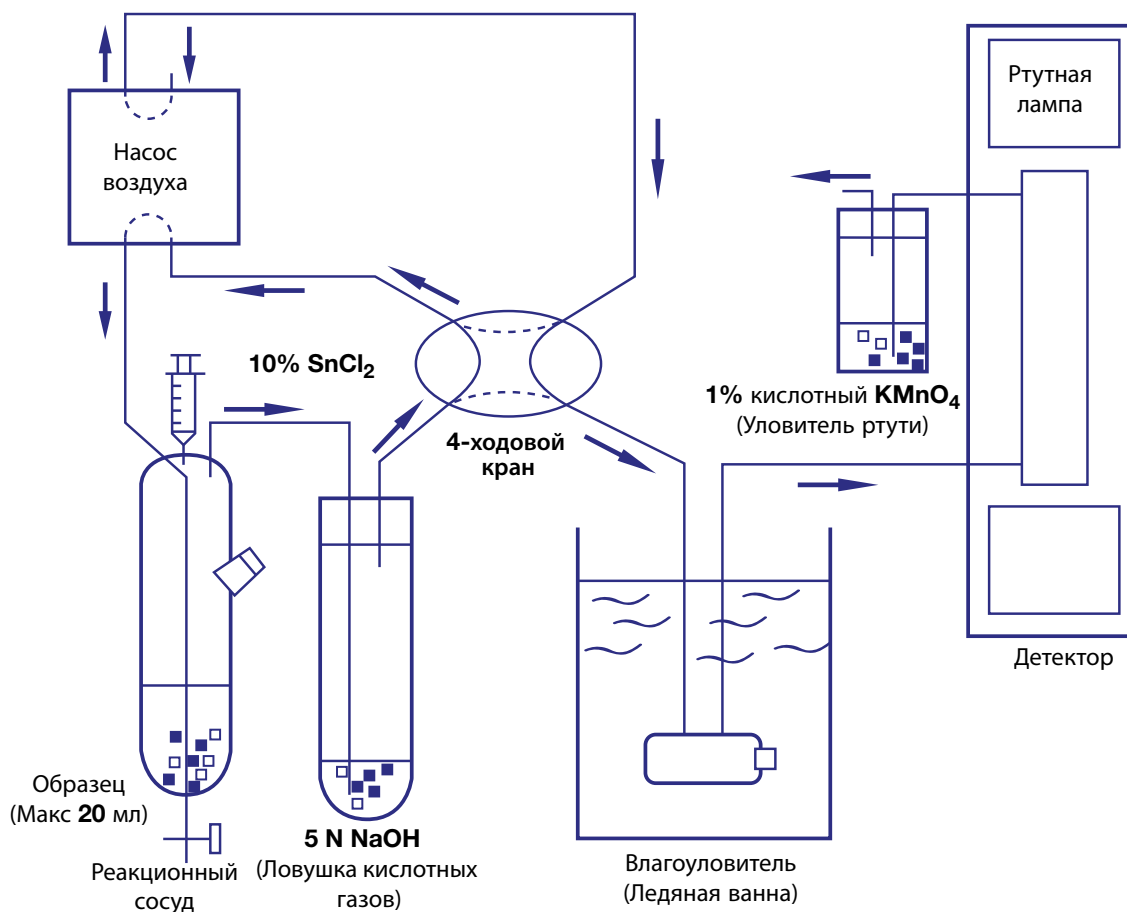 Насос
воздуха
Ртутная
лампа
10% SnCl₂
4-ходовой
кран
1% кислотный KMnO₄
(Уловитель ртути)
Детектор
Образец
(Макс 20 мл)
Реакционный
сосуд
5 N NaOH
(Ловушка кислотных
газов)
Влагоуловитель
(Ледяная ванна)